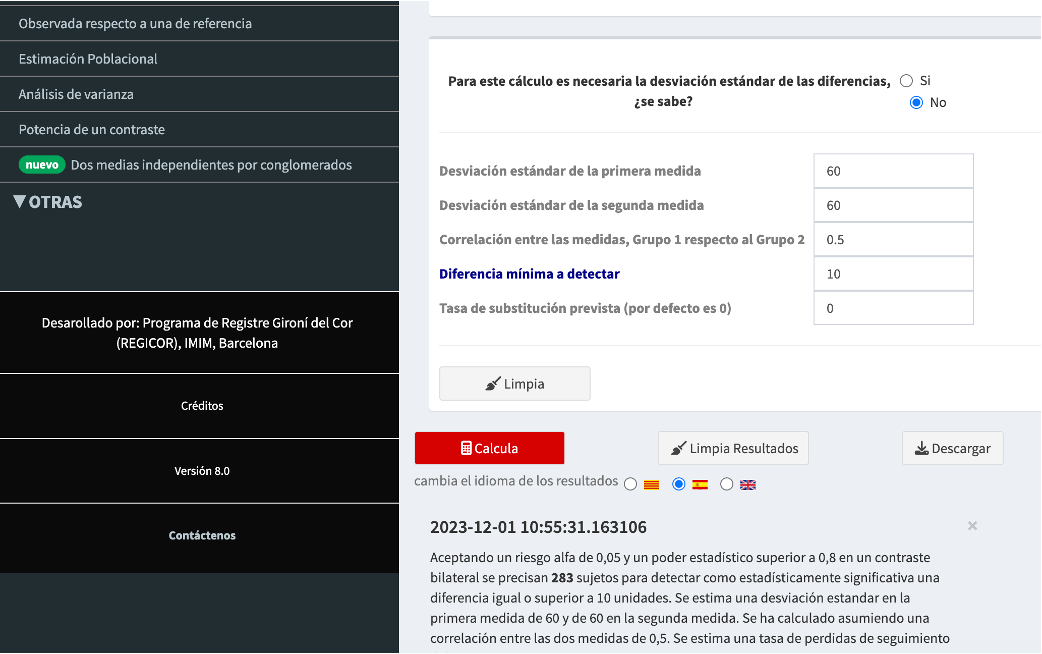 Observada respecto a una de referencia
Estimación Poblacional
Análisis de varianza
Potencia de un contraste
nuevo Dos medias independientes por conglomerados
▼OTRAS
Desarollado por: Programa de Registre Gironí del Cor
(REGICOR), IMIM, Barcelona
Créditos
Versión 8.0
Contáctenos
Para este cálculo es necesaria la desviación estándar de las diferencias,
¿se sabe?
Si
No
Desviación estándar de la primera medida 60
Desviación estándar de la segunda medida 60
Correlación entre las medidas, Grupo 1 respecto al Grupo 2 0.5
Diferencia mínima a detectar 10
Tasa de substitución prevista (por defecto es 0) 0
Limpia
Calcula
Limpia Resultados
Descargar
cambia el idioma de los resultados
2023-12-01 10:55:31.163106 ×
Aceptando un riesgo alfa de 0,05 y un poder estadístico superior a 0,8 en un contraste
bilateral se precisan 283 sujetos para detectar como estadísticamente significativa una
diferencia igual o superior a 10 unidades. Se estima una desviación estandar en la
primera medida de 60 y de 60 en la segunda medida. Se ha calculado asumiendo una
correlación entre las dos medidas de 0,5. Se estima una tasa de perdidas de seguimiento